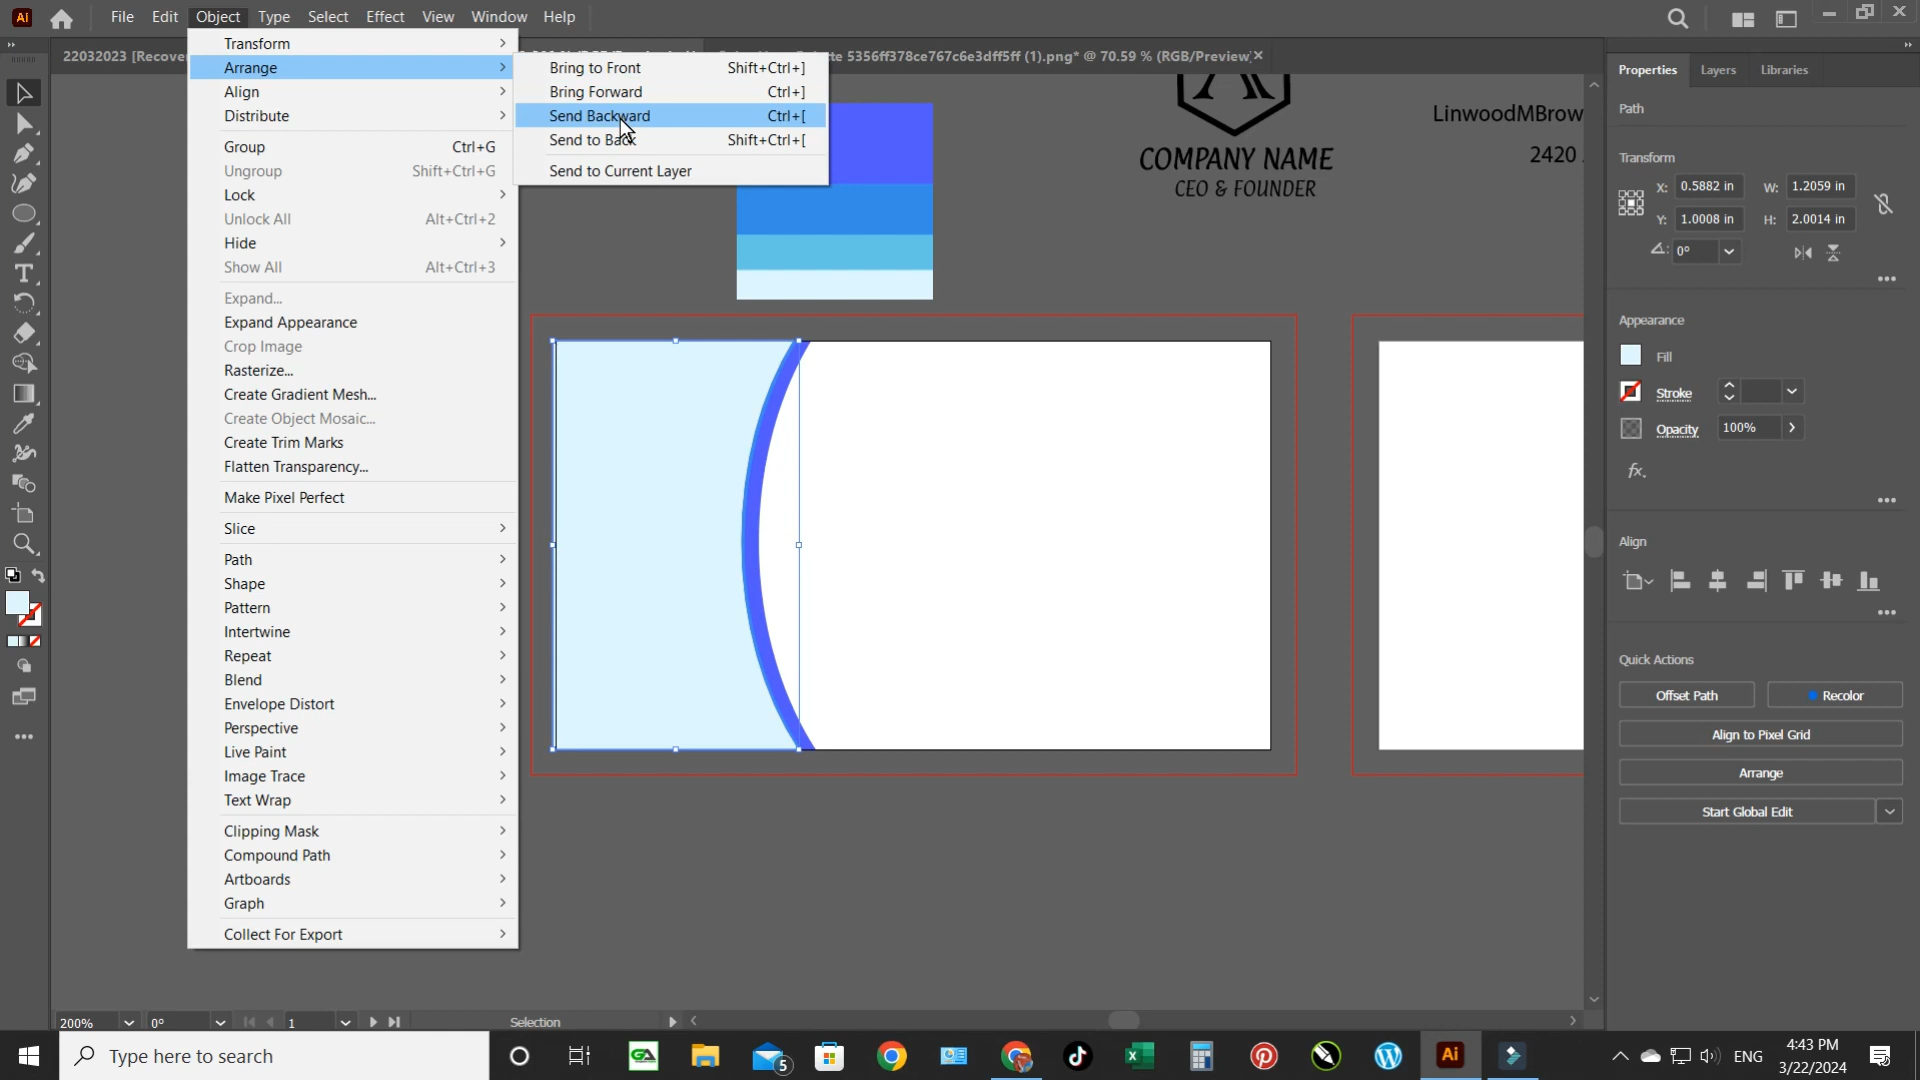 Ai File Edit Object Type Select Effect View Window Help
22032023 [Recover
te 5356ff378ce767c6e3dff5ff (1).png* @ 70.59 % (RGB/Preview)
Transform
Arrange
Align
Distribute
Group Ctrl+G
Ungroup Shift+Ctrl+G
Lock
Unlock All Alt+Ctrl+2
Hide
Show All Alt+Ctrl+3
Expand...
Expand Appearance
Crop Image
Rasterize...
Create Gradient Mesh...
Create Object Mosaic...
Create Trim Marks
Flatten Transparency...
Make Pixel Perfect
Slice
Path
Shape
Pattern
Intertwine
Repeat
Blend
Envelope Distort
Perspective
Live Paint
Image Trace
Text Wrap
Clipping Mask
Compound Path
Artboards
Graph
Collect For Export
Bring to Front Shift+Ctrl+]
Bring Forward Ctrl+]
Send Backward Ctrl+[
Send to Back Shift+Ctrl+[
Send to Current Layer
COMPANY NAME
CEO & FOUNDER
LinwoodMBrow
2420
Properties Layers Libraries
Path
Transform
X: 0.5882 in W: 1.2059 in
Y: 1.0008 in H: 2.0014 in
0°
Appearance
Fill
Stroke
Opacity 100%
fx.
Align
Quick Actions
Offset Path Recolor
Align to Pixel Grid
Arrange
Start Global Edit
200% 0° 1 Selection
Type here to search
5
Ai
ENG
4:43 PM
3/22/2024